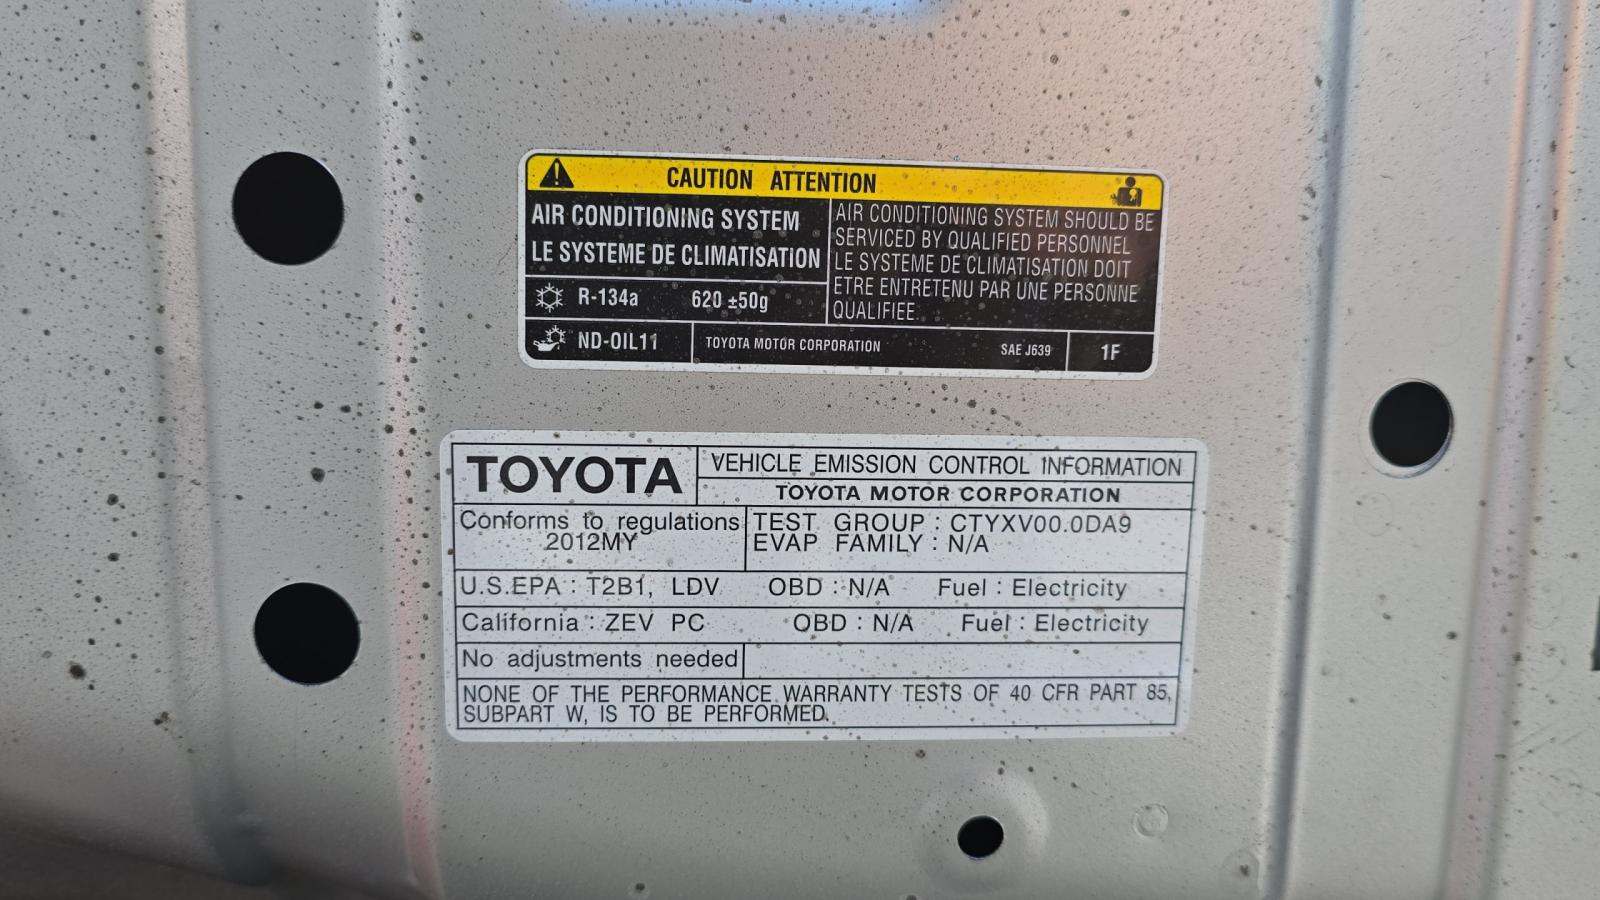 CAUTION ATTENTION
AIR CONDITIONING SYSTEM
LE SYSTEME DE CLIMATISATION
R-134a 620 ±50g
AIR CONDITIONING SYSTEM SHOULD BE
SERVICED BY QUALIFIED PERSONNEL
LE SYSTEME DE CLIMATISATION DOIT
ETRE ENTRETENU PAR UNE PERSONNE
QUALIFIEE.
ND-OIL11 TOYOTA MOTOR CORPORATION SAE J639 1F
TOYOTA
VEHICLE EMISSION CONTROL INFORMATION
TOYOTA MOTOR CORPORATION
Conforms to regulations
2012MY
TEST GROUP : CTYXV00.0DA9
EVAP FAMILY : N/A
U.S.EPA : T2B1, LDV OBD : N/A Fuel : Electricity
California : ZEV PC OBD : N/A Fuel : Electricity
No adjustments needed
NONE OF THE PERFORMANCE WARRANTY TESTS OF 40 CFR PART 85,
SUBPART W, IS TO BE PERFORMED.